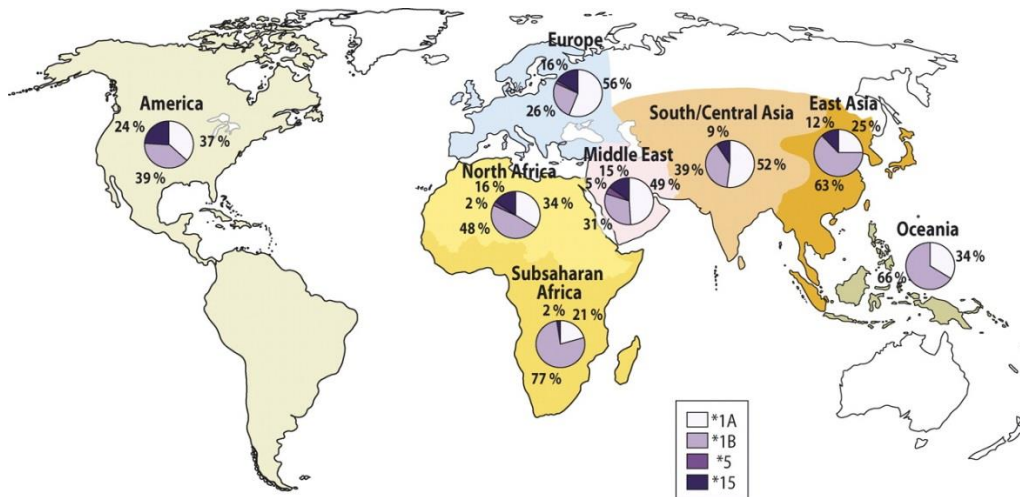 Europe
16 %
56 %
26 %
America
24 %
37 %
39 %
South/Central Asia
9 %
39 %
52 %
East Asia
12 %
25 %
63 %
Middle East
15 %
5 %
49 %
31 %
North Africa
16 %
2 %
34 %
48 %
Oceania
34 %
66 %
Subsaharan
Africa
2 %
21 %
77 %
*1A
*1B
*5
*15